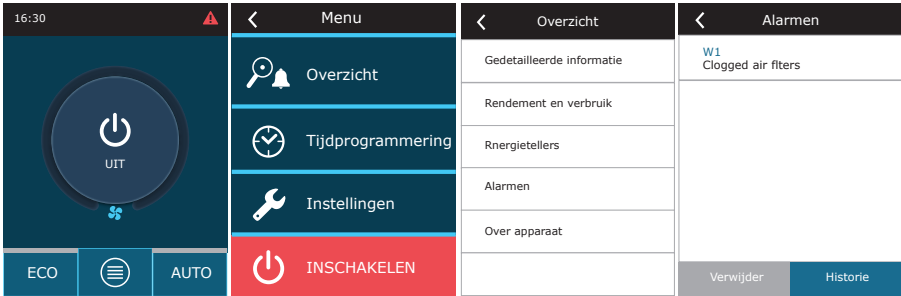 16:30
UIT
ECO
AUTO
Menu
Overzicht
Tijdprogrammering
Instellingen
INSCHAKELEN
Overzicht
Gedetailleerde informatie
Rendement en verbruik
Rnergietellers
Alarmen
Over apparaat
Alarmen
W1
Clogged air flters
Verwijder
Historie